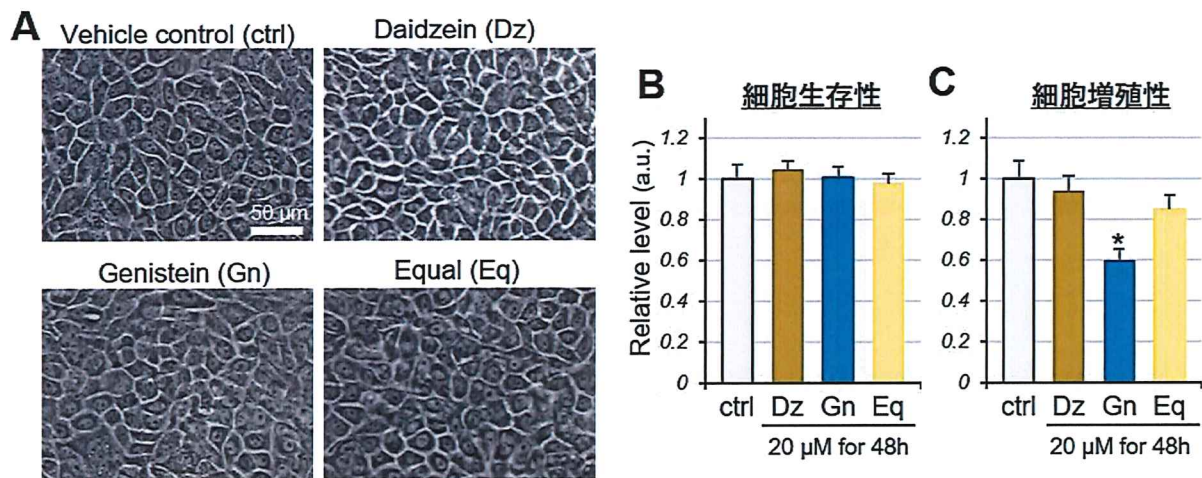 A
Vehicle control (ctrl)
Daidzein (Dz)
50 µm
Genistein (Gn)
Equal (Eq)
B
細胞生存性
Relative level (a.u.)
1.2
1
0.8
0.6
0.4
0.2
0
ctrl Dz Gn Eq
20 µM for 48h
C
細胞増殖性
1.2
1
0.8
0.6
0.4
0.2
0
*
ctrl Dz Gn Eq
20 µM for 48h